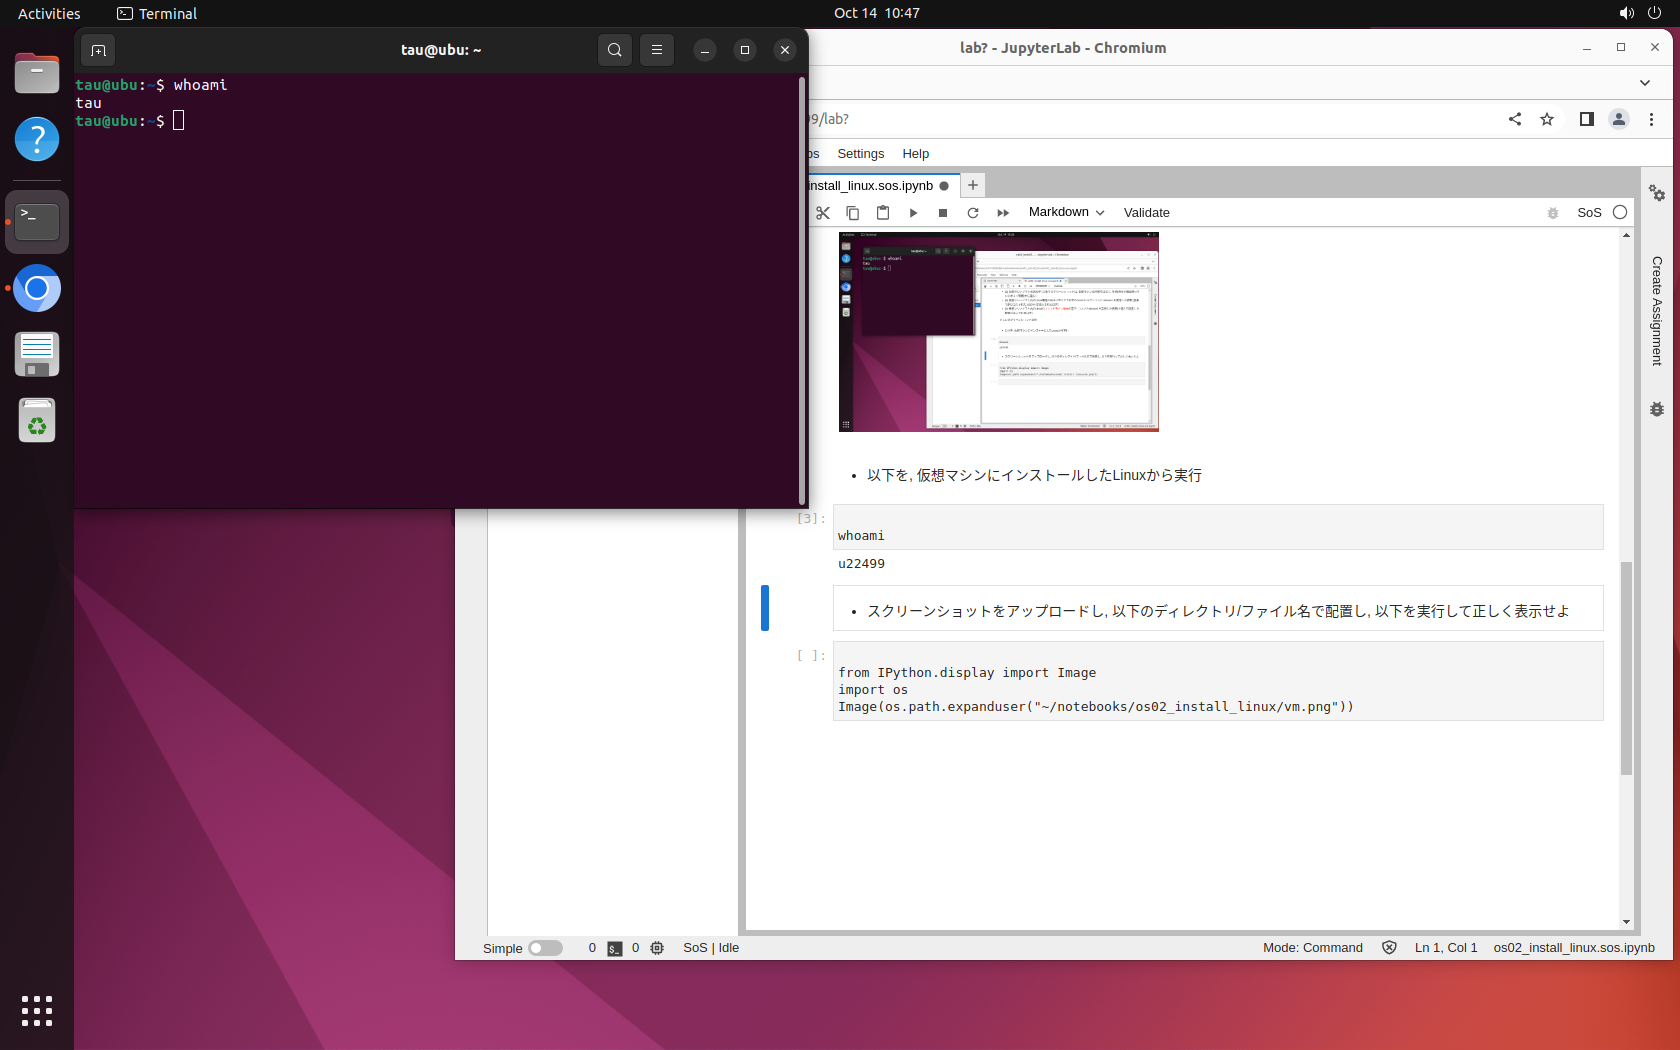 Activities
Terminal
Oct 14 10:47
tau@ubu: ~
tau@ubu:~$ whoami
tau
tau@ubu:~$
lab? - JupyterLab - Chromium
99/lab?
Settings Help
install_linux.sos.ipynb
Markdown
Validate
SoS
Create Assignment
以下を, 仮想マシンにインストールしたLinuxから実行
[3]:
whoami
u22499
スクリーンショットをアップロードし, 以下のディレクトリ/ファイル名で配置し, 以下を実行して正しく表示せよ
[ ]:
from IPython.display import Image
import os
Image(os.path.expanduser("~/notebooks/os02_install_linux/vm.png"))
Simple 0 0 SoS | Idle
Mode: Command Ln 1, Col 1 os02_install_linux.sos.ipynb